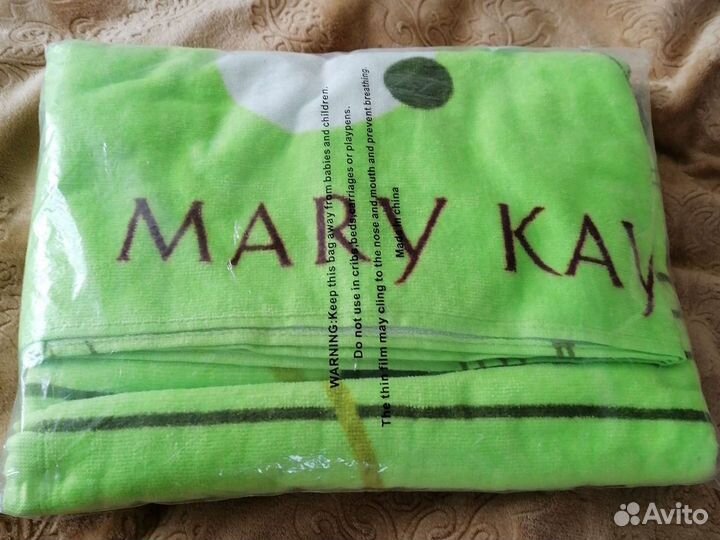 MARY KAY
WARNING:Keep this bag away from babies and children.
Do not use in cribs,beds,carriages or playpens.
The thin film may cling to the nose and mouth and prevent breathing.
Made in china
Avito